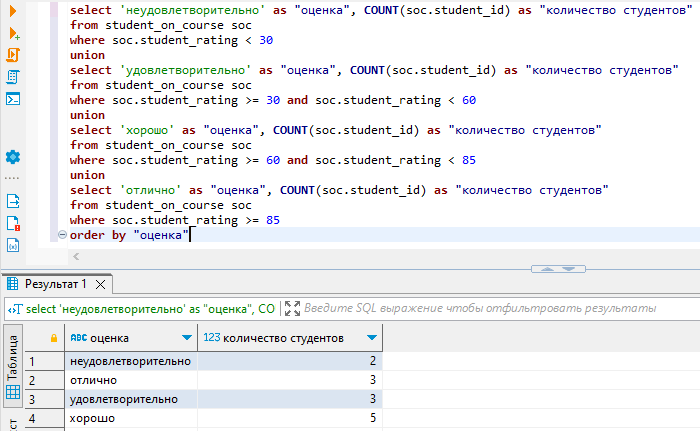 select 'неудовлетворительно' as "оценка", COUNT(soc.student_id) as "количество студентов"
from student_on_course soc
where soc.student_rating < 30
union
select 'удовлетворительно' as "оценка", COUNT(soc.student_id) as "количество студентов"
from student_on_course soc
where soc.student_rating >= 30 and soc.student_rating < 60
union
select 'хорошо' as "оценка", COUNT(soc.student_id) as "количество студентов"
from student_on_course soc
where soc.student_rating >= 60 and soc.student_rating < 85
union
select 'отлично' as "оценка", COUNT(soc.student_id) as "количество студентов"
from student_on_course soc
where soc.student_rating >= 85
order by "оценка"
Результат 1
select 'неудовлетворительно' as "оценка", CO
Введите SQL выражение чтобы отфильтровать результаты
Таблица
ABC оценка 123 количество студентов
1 неудовлетворительно 2
2 отлично 3
3 удовлетворительно 3
4 хорошо 5